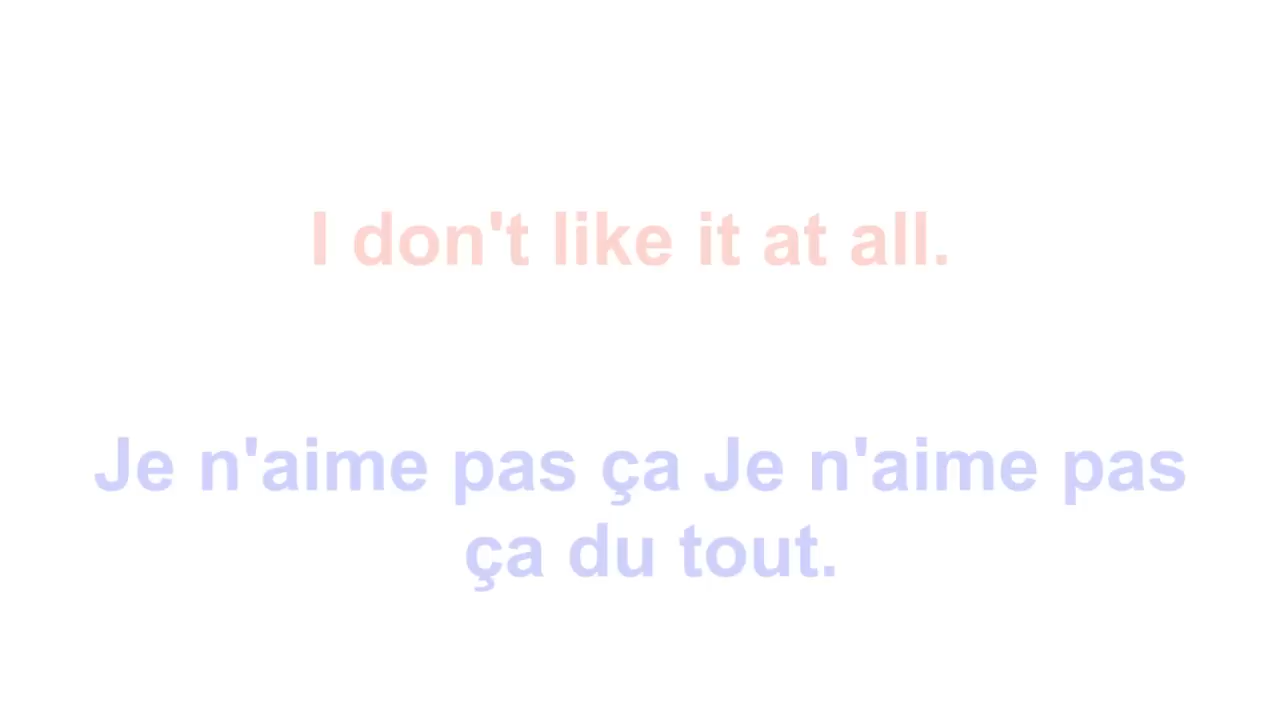 I don't like it at all.
Je n'aime pas ça Je n'aime pas
ça du tout.